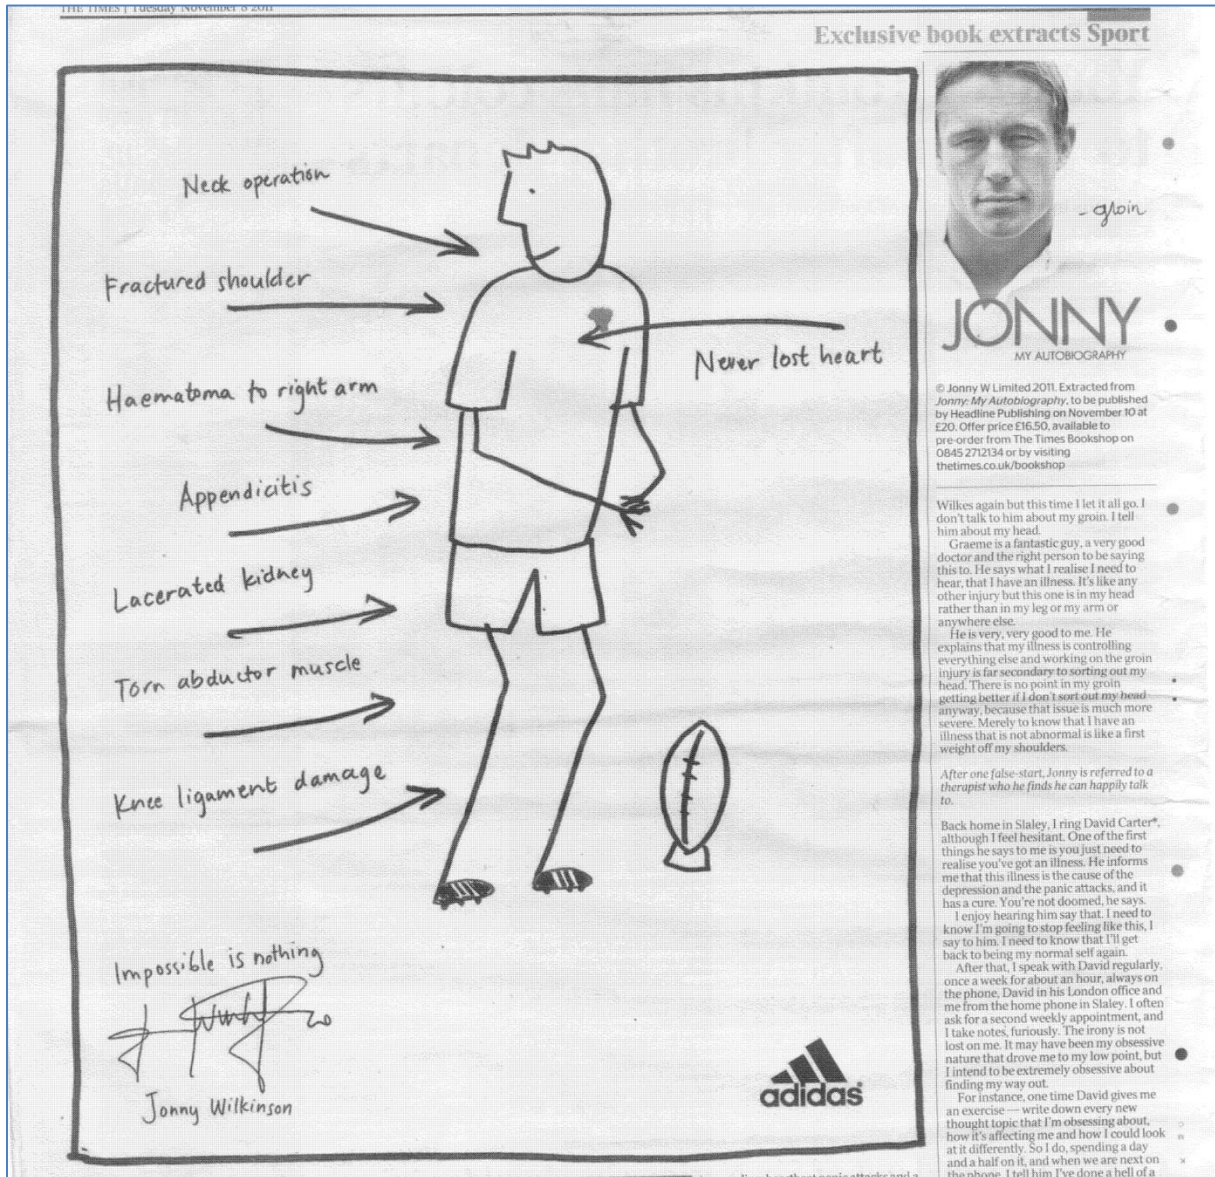 THE TIMES | Tuesday November 8 2011
Exclusive book extracts Sport
Neck operation
Fractured shoulder
Haematoma to right arm
Appendicitis
Lacerated kidney
Torn abductor muscle
Knee ligament damage
Never lost heart
Impossible is nothing
20
Jonny Wilkinson
adidas
- groin
JONNY
MY AUTOBIOGRAPHY
© Jonny W Limited 2011. Extracted from
Jonny: My Autobiography, to be published
by Headline Publishing on November 10 at
£20. Offer price £16.50, available to
pre-order from The Times Bookshop on
0845 2712134 or by visiting
thetimes.co.uk/bookshop
Wilkes again but this time I let it all go. I
don't talk to him about my groin. I tell
him about my head.
Graeme is a fantastic guy, a very good
doctor and the right person to be saying
this to. He says what I realise I need to
hear, that I have an illness. It's like any
other injury but this one is in my head
rather than in my leg or my arm or
anywhere else.
He is very, very good to me. He
explains that my illness is controlling
everything else and working on the groin
injury is far secondary to sorting out my
head. There is no point in my groin
getting better if I don't sort out my head
anyway, because that issue is much more
severe. Merely to know that I have an
illness that is not abnormal is like a first
weight off my shoulders.
After one false-start, Jonny is referred to a
therapist who he finds he can happily talk
to.
Back home in Slaley, I ring David Carter*,
although I feel hesitant. One of the first
things he says to me is you just need to
realise you've got an illness. He informs
me that this illness is the cause of the
depression and the panic attacks, and it
has a cure. You're not doomed, he says.
I enjoy hearing him say that. I need to
know I'm going to stop feeling like this, I
say to him. I need to know that I'll get
back to being my normal self again.
After that, I speak with David regularly,
once a week for about an hour, always on
the phone, David in his London office and
me from the home phone in Slaley. I often
ask for a second weekly appointment, and
I take notes, furiously. The irony is not
lost on me. It may have been my obsessive
nature that drove me to my low point, but
I intend to be extremely obsessive about
finding my way out.
For instance, one time David gives me
an exercise — write down every new
thought topic that I'm obsessing about,
how it's affecting me and how I could look
at it differently. So I do, spending a day
and a half on it, and when we are next on
the phone, I tell him I've done a hell of a